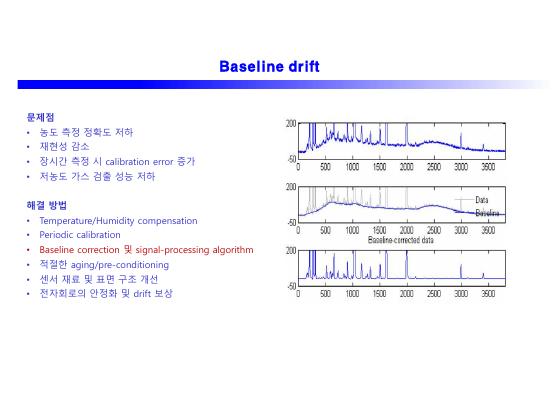 Baseline drift
문제점
• 농도 측정 정확도 저하
• 재현성 감소
• 장시간 측정 시 calibration error 증가
• 저농도 가스 검출 성능 저하
해결 방법
• Temperature/Humidity compensation
• Periodic calibration
• Baseline correction 및 signal-processing algorithm
• 적절한 aging/pre-conditioning
• 센서 재료 및 표면 구조 개선
• 전자회로의 안정화 및 drift 보상
200
-50
0 500 1000 1500 2000 2500 3000 3500
200
Data
Baseline
-50
0 500 1000 1500 2000 2500 3000 3500
Baseline-corrected data
200
-50
0 500 1000 1500 2000 2500 3000 3500